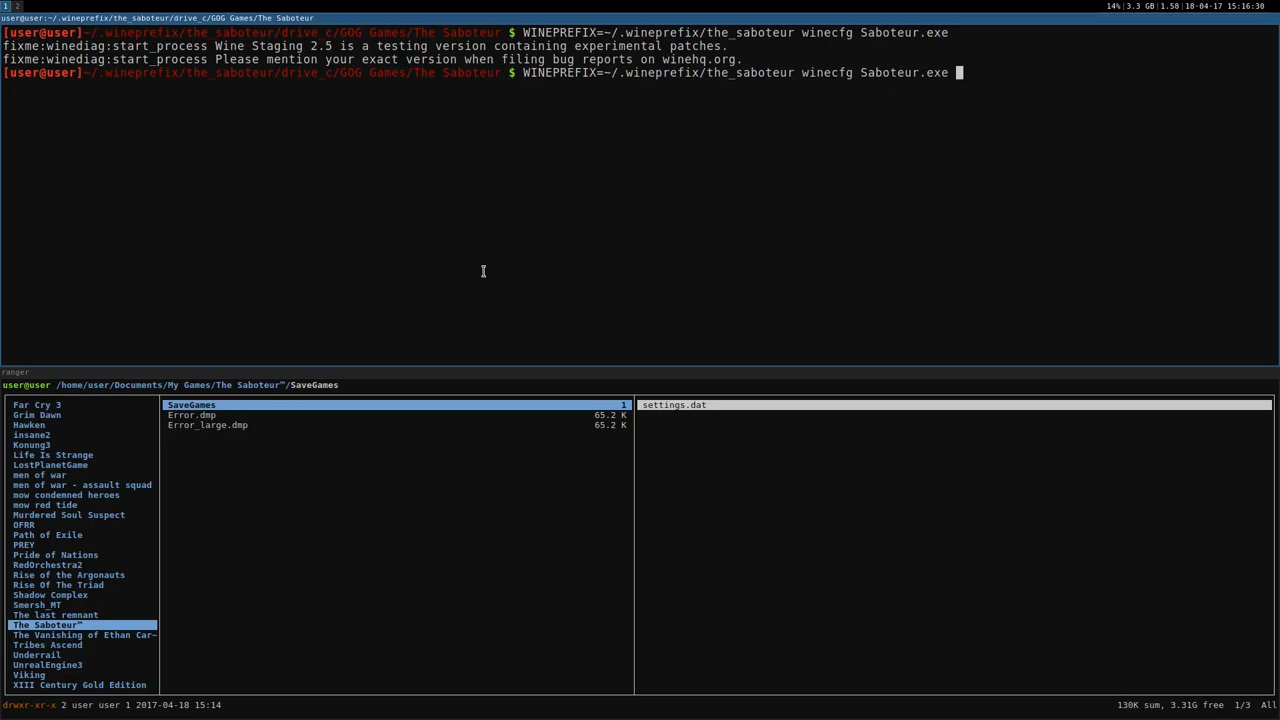 1 2 14% 3.3 GB 1.58 18-04-17 15:16:30
user@user:~/.wineprefix/the_saboteur/drive_c/GOG Games/The Saboteur
[user@user]~/.wineprefix/the_saboteur/drive_c/GOG Games/The Saboteur $ WINEPREFIX=~/.wineprefix/the_saboteur winecfg Saboteur.exe
fixme:winediag:start_process Wine Staging 2.5 is a testing version containing experimental patches.
fixme:winediag:start_process Please mention your exact version when filing bug reports on winehq.org.
[user@user]~/.wineprefix/the_saboteur/drive_c/GOG Games/The Saboteur $ WINEPREFIX=~/.wineprefix/the_saboteur winecfg Saboteur.exe
ranger
user@user /home/user/Documents/My Games/The Saboteur™/SaveGames
Far Cry 3
Grim Dawn
Hawken
insane2
Konung3
Life Is Strange
LostPlanetGame
men of war
men of war - assault squad
mow condemned heroes
mow red tide
Murdered Soul Suspect
OFRR
Path of Exile
PREY
Pride of Nations
RedOrchestra2
Rise of the Argonauts
Rise Of The Triad
Shadow Complex
Smersh_MT
The last remnant
The Saboteur™
The Vanishing of Ethan Car~
Tribes Ascend
Underrail
UnrealEngine3
Viking
XIII Century Gold Edition
SaveGames 1
Error.dmp 65.2 K
Error_large.dmp 65.2 K
settings.dat
drwxr-xr-x 2 user user 1 2017-04-18 15:14 130K sum, 3.31G free 1/3 All